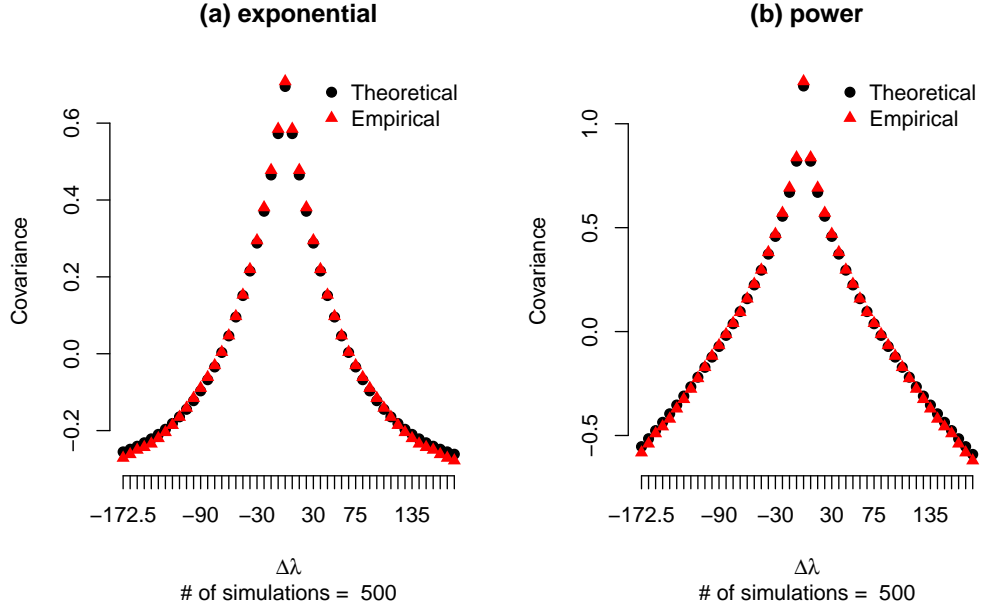 (a) exponential
Theoretical
Empirical
Covariance
0.6
0.4
0.2
0.0
−0.2
−172.5 −90 −30 30 75 135
Δλ
# of simulations = 500
(b) power
Theoretical
Empirical
Covariance
1.0
0.5
0.0
−0.5
−172.5 −90 −30 30 75 135
Δλ
# of simulations = 500